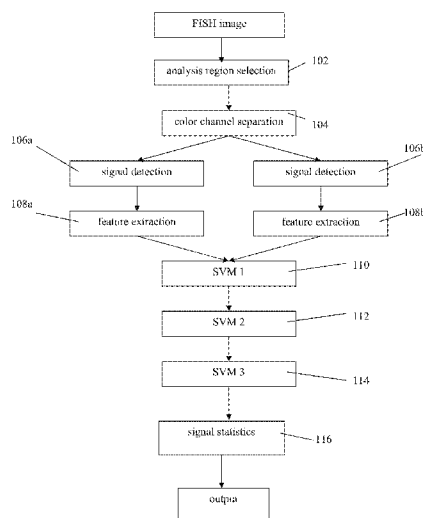 FISH image
102
analysis region selection
color channel separation
104
106a
106b
signal detection
signal detection
108a
108b
feature extraction
feature extraction
SVM 1
110
SVM 2
112
SVM 3
114
signal statistics
116
output